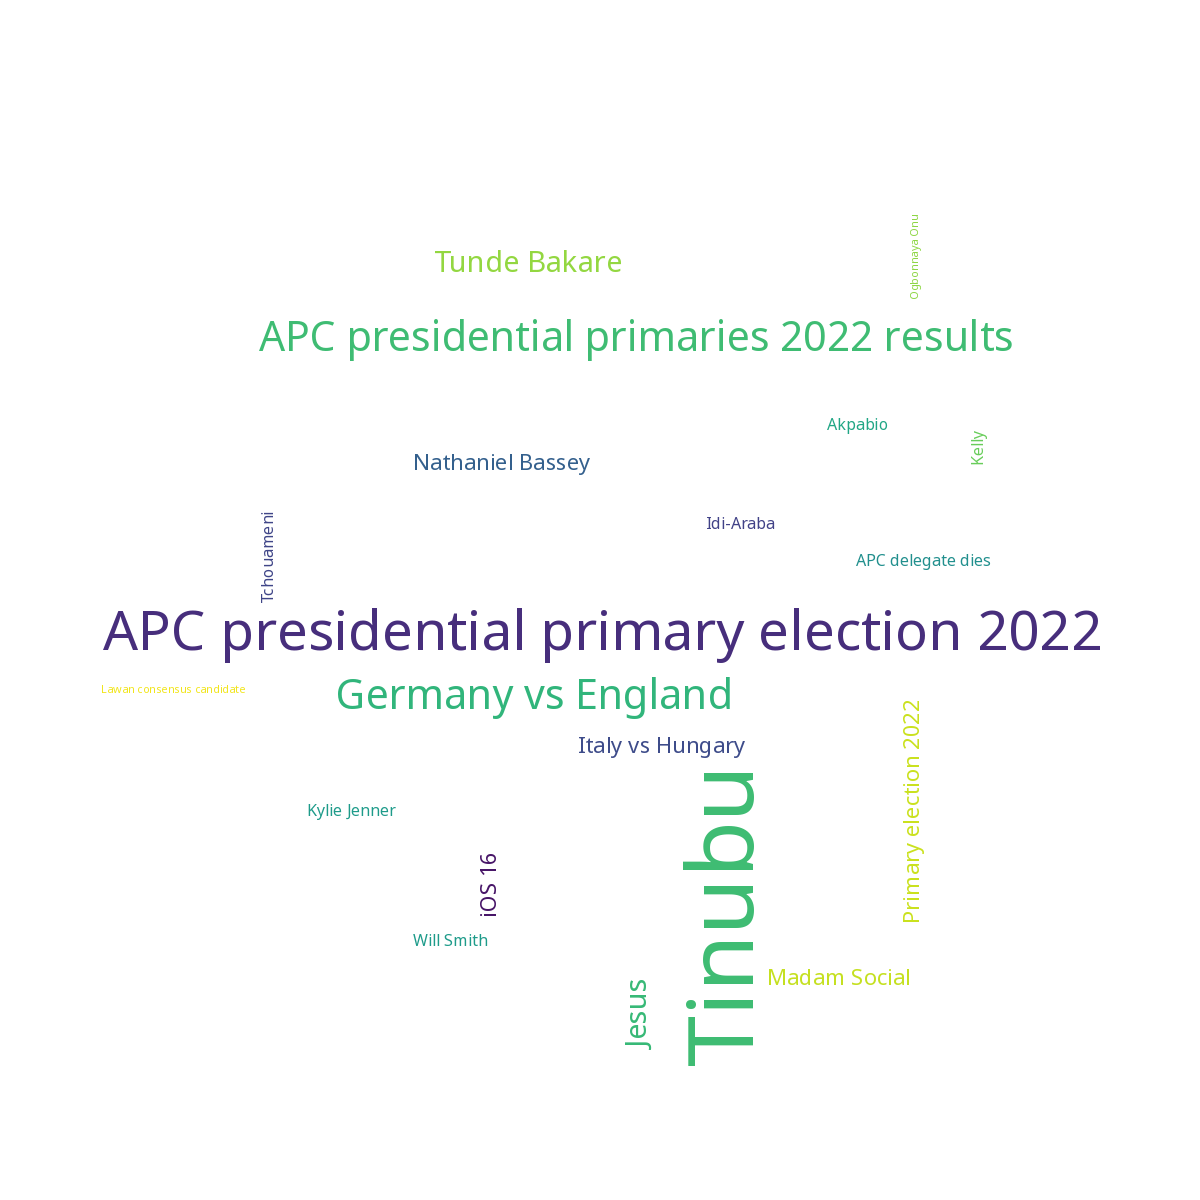 Ogbonnaya Onu
Tunde Bakare
APC presidential primaries 2022 results
Akpabio
Kelly
Nathaniel Bassey
Tchouameni
Idi-Araba
APC delegate dies
APC presidential primary election 2022
Lawan consensus candidate
Germany vs England
Primary election 2022
Italy vs Hungary
Tinubu
Kylie Jenner
iOS 16
Will Smith
Madam Social
Jesus